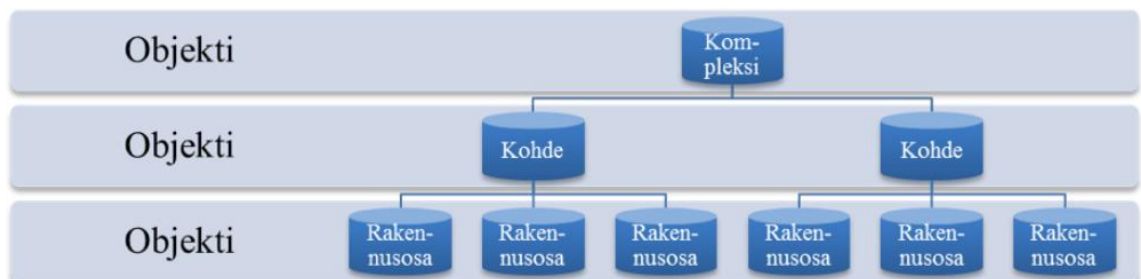 Objekti
Kom-
pleksi
Objekti
Kohde
Kohde
Objekti
Raken-
nusosa
Raken-
nusosa
Raken-
nusosa
Raken-
nusosa
Raken-
nusosa
Raken-
nusosa